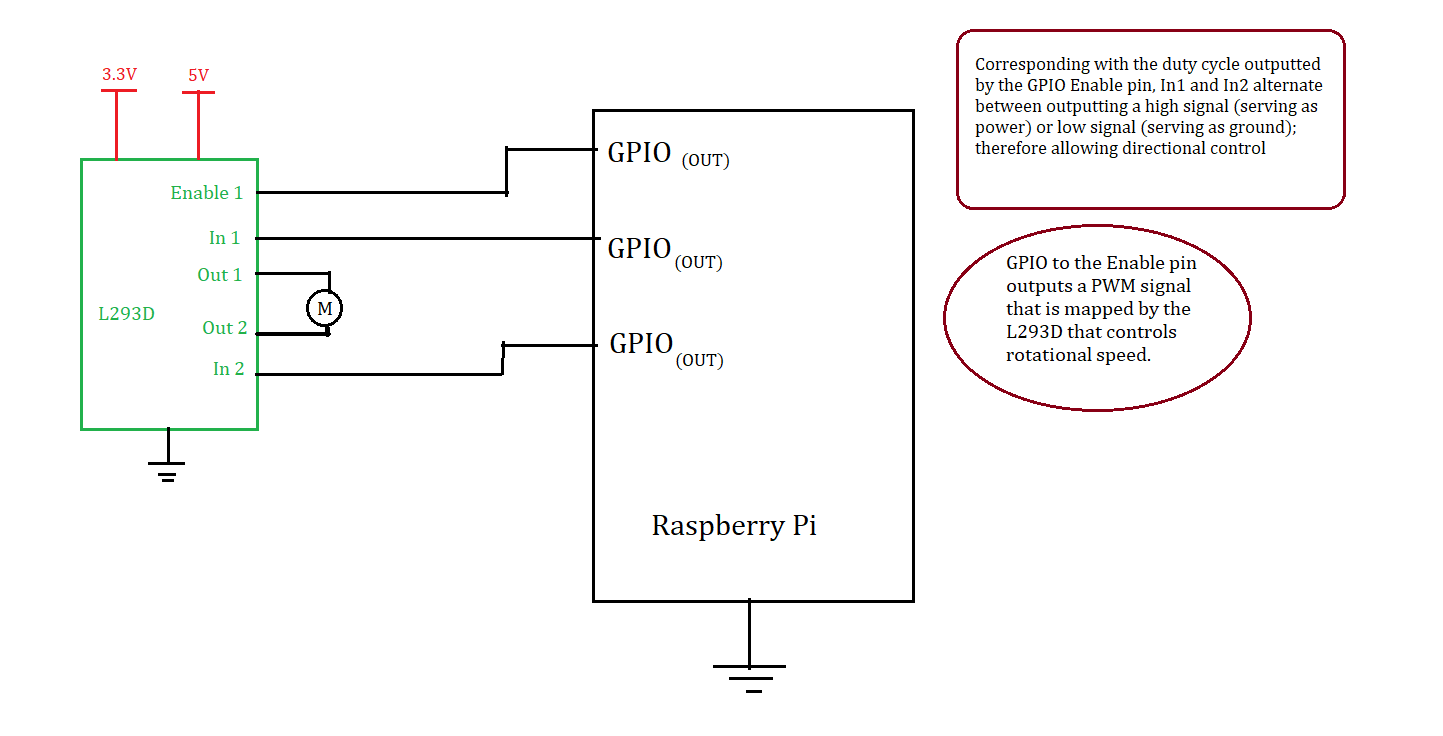 3.3V
5V
Enable 1
In 1
Out 1
L293D
Out 2
In 2
M
GPIO (OUT)
GPIO (OUT)
GPIO (OUT)
Raspberry Pi
Corresponding with the duty cycle outputted
by the GPIO Enable pin, In1 and In2 alternate
between outputting a high signal (serving as
power) or low signal (serving as ground);
therefore allowing directional control
GPIO to the Enable pin
outputs a PWM signal
that is mapped by the
L293D that controls
rotational speed.